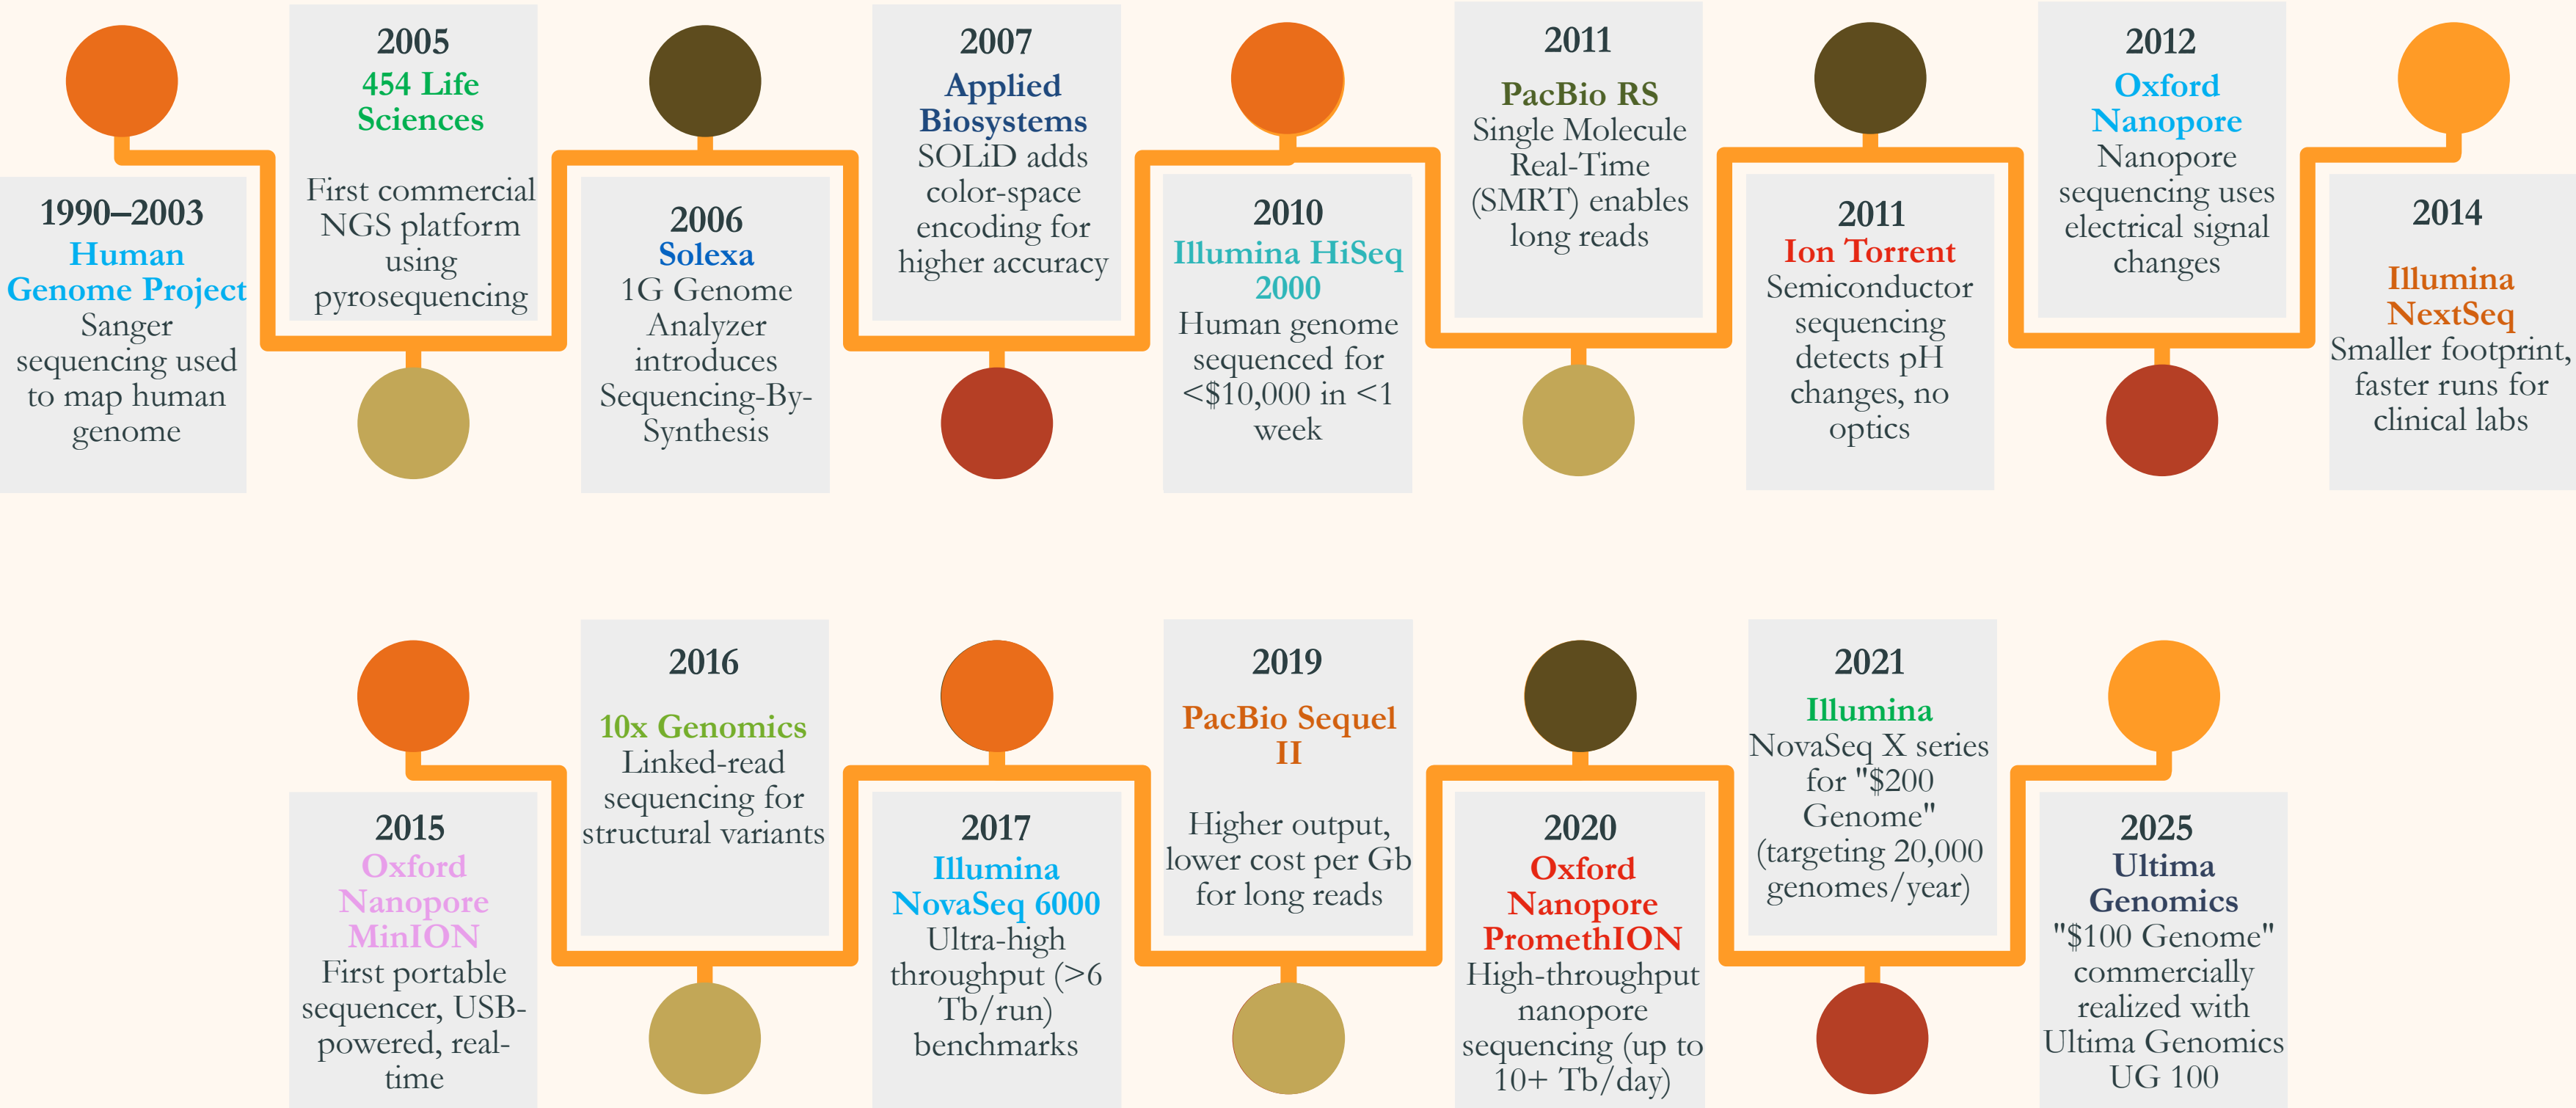 1990–2003
Human
Genome Project
Sanger
sequencing used
to map human
genome
2005
454 Life
Sciences
First commercial
NGS platform
using
pyrosequencing
2006
Solexa
1G Genome
Analyzer
introduces
Sequencing-By-
Synthesis
2007
Applied
Biosystems
SOLiD adds
color-space
encoding for
higher accuracy
2010
Illumina HiSeq
2000
Human genome
sequenced for
<$10,000 in <1
week
2011
PacBio RS
Single Molecule
Real-Time
(SMRT) enables
long reads
2011
Ion Torrent
Semiconductor
sequencing
detects pH
changes, no
optics
2012
Oxford
Nanopore
Nanopore
sequencing uses
electrical signal
changes
2014
Illumina
NextSeq
Smaller footprint,
faster runs for
clinical labs
2015
Oxford
Nanopore
MinION
First portable
sequencer, USB-
powered, real-
time
2016
10x Genomics
Linked-read
sequencing for
structural variants
2017
Illumina
NovaSeq 6000
Ultra-high
throughput (>6
Tb/run)
benchmarks
2019
PacBio Sequel
II
Higher output,
lower cost per Gb
for long reads
2020
Oxford
Nanopore
PromethION
High-throughput
nanopore
sequencing (up to
10+ Tb/day)
2021
Illumina
NovaSeq X series
for "$200
Genome"
(targeting 20,000
genomes/year)
2025
Ultima
Genomics
"$100 Genome"
commercially
realized with
Ultima Genomics
UG 100